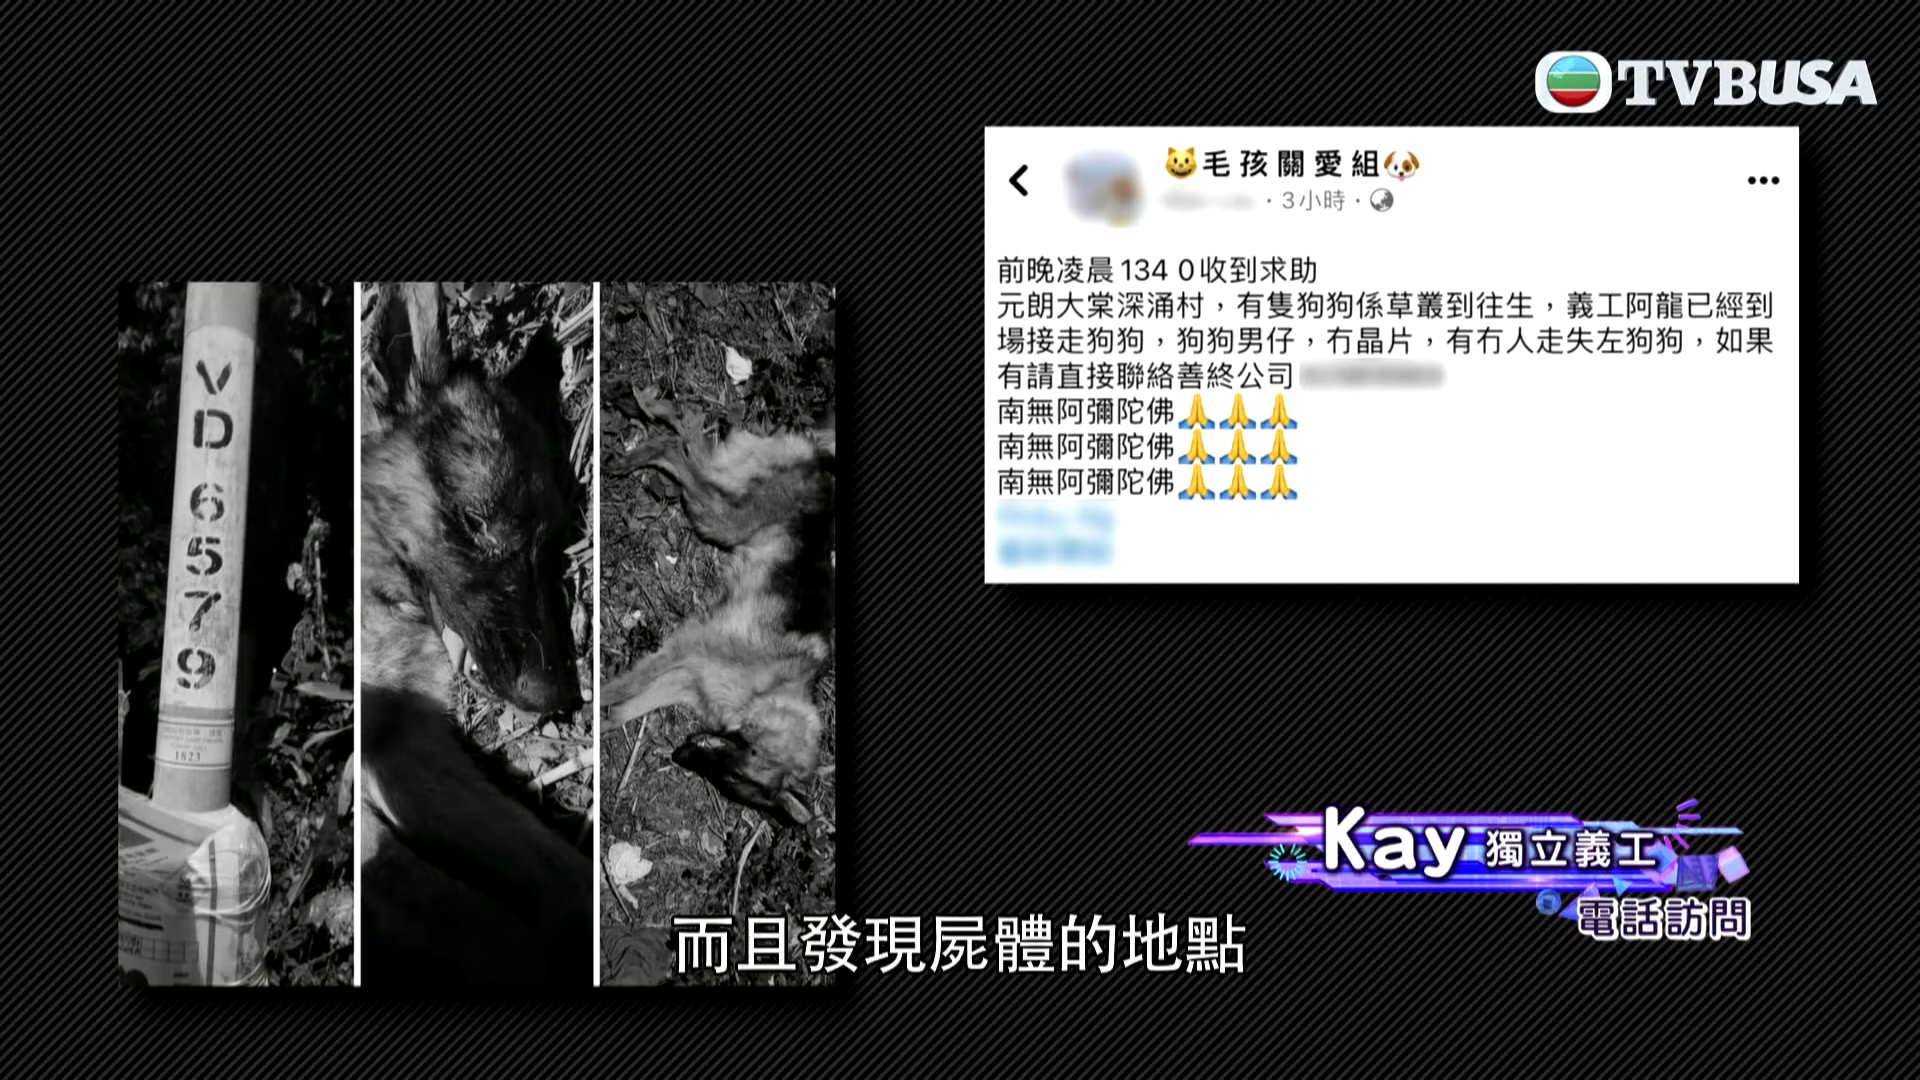 TVBUSA
毛孩關愛組
· 3小時 ·
前晚凌晨134 0收到求助
元朗大棠深涌村，有隻狗狗係草叢到往生，義工阿龍已經到
場接走狗狗，狗狗男仔，冇晶片，有冇人走失左狗狗，如果
有請直接聯絡善終公司
南無阿彌陀佛🙏🙏🙏
南無阿彌陀佛🙏🙏🙏
南無阿彌陀佛🙏🙏🙏
VD6579
1823
Kay 獨立義工
電話訪問
而且發現屍體的地點